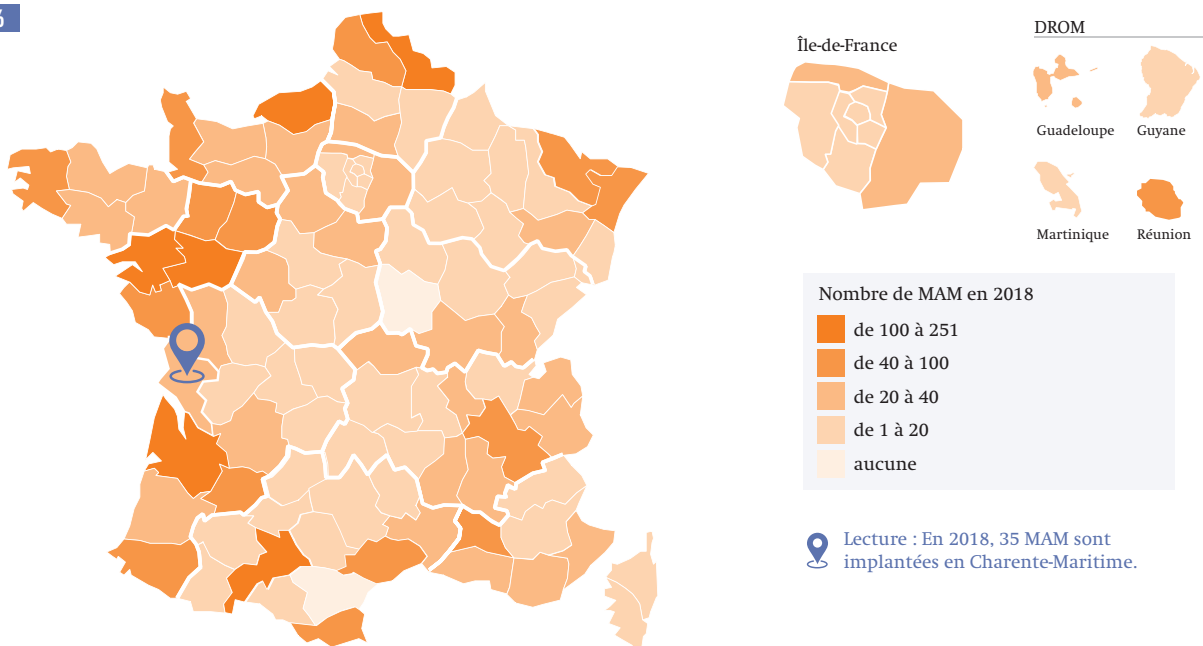 Île-de-France
DROM
Guadeloupe
Guyane
Martinique
Réunion
Nombre de MAM en 2018
de 100 à 251
de 40 à 100
de 20 à 40
de 1 à 20
aucune
Lecture : En 2018, 35 MAM sont
implantées en Charente-Maritime.